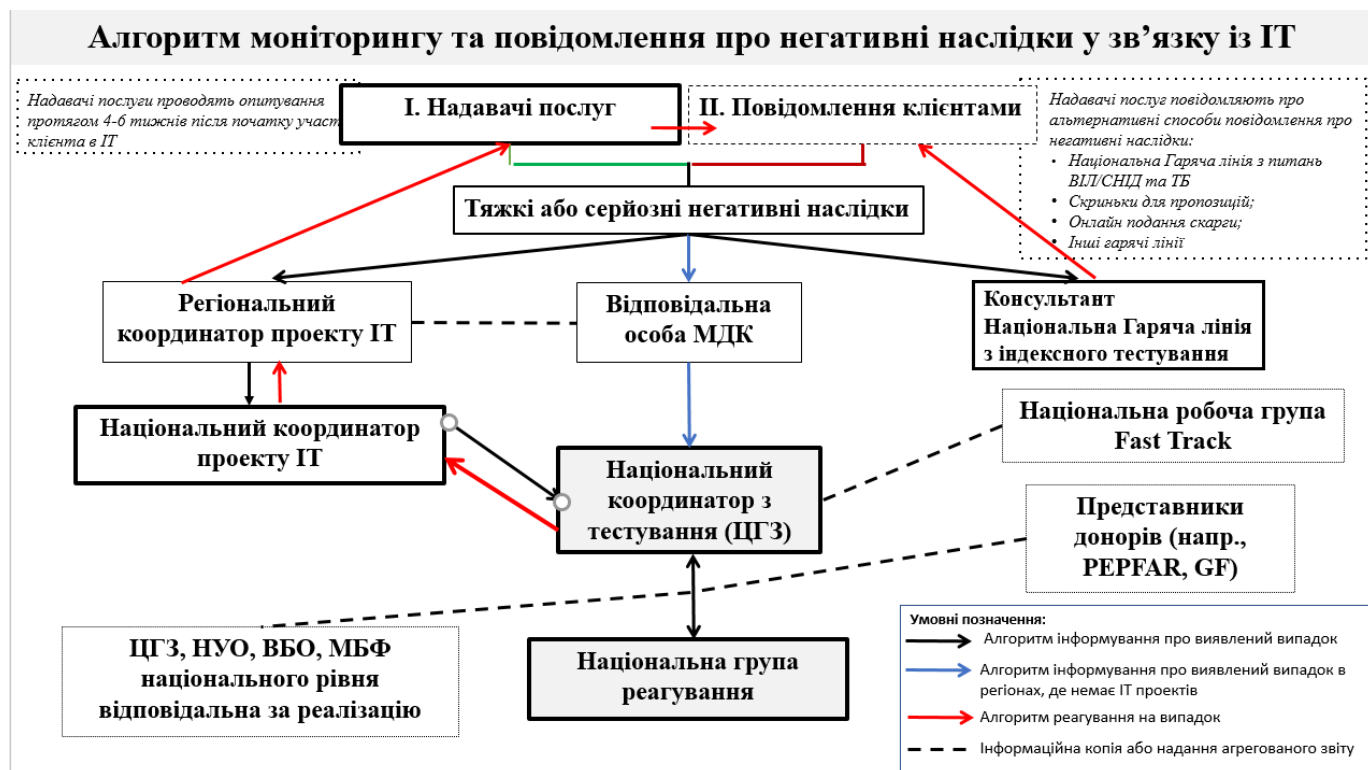 Алгоритм моніторингу та повідомлення про негативні наслідки у зв’язку із ІТ
Надавачі послуги проводять опитування
протягом 4-6 тижнів після початку участ
клієнта в ІТ
І. Надавачі послуг
ІІ. Повідомлення клієнтами
Надавачі послуг повідомляють про
альтернативні способи повідомлення про
негативні наслідки:
• Національна Гаряча лінія з питань
ВІЛ/СНІД та ТБ
• Скриньки для пропозицій;
• Онлайн подання скарги;
• Інші гарячі лінії
Тяжкі або серйозні негативні наслідки
Регіональний
координатор проекту ІТ
Відповідальна
особа МДК
Консультант
Національна Гаряча лінія
з індексного тестування
Національний координатор
проекту ІТ
Національна робоча група
Fast Track
Національний
координатор з
тестування (ЦГЗ)
Представники
донорів (напр.,
PEPFAR, GF)
ЦГЗ, НУО, ВБО, МБФ
національного рівня
відповідальна за реалізацію
Національна група
реагування
Умовні позначення:
Алгоритм інформування про виявлений випадок
Алгоритм інформування про виявлений випадок в
регіонах, де немає ІТ проектів
Алгоритм реагування на випадок
Інформаційна копія або надання агрегованого звіту